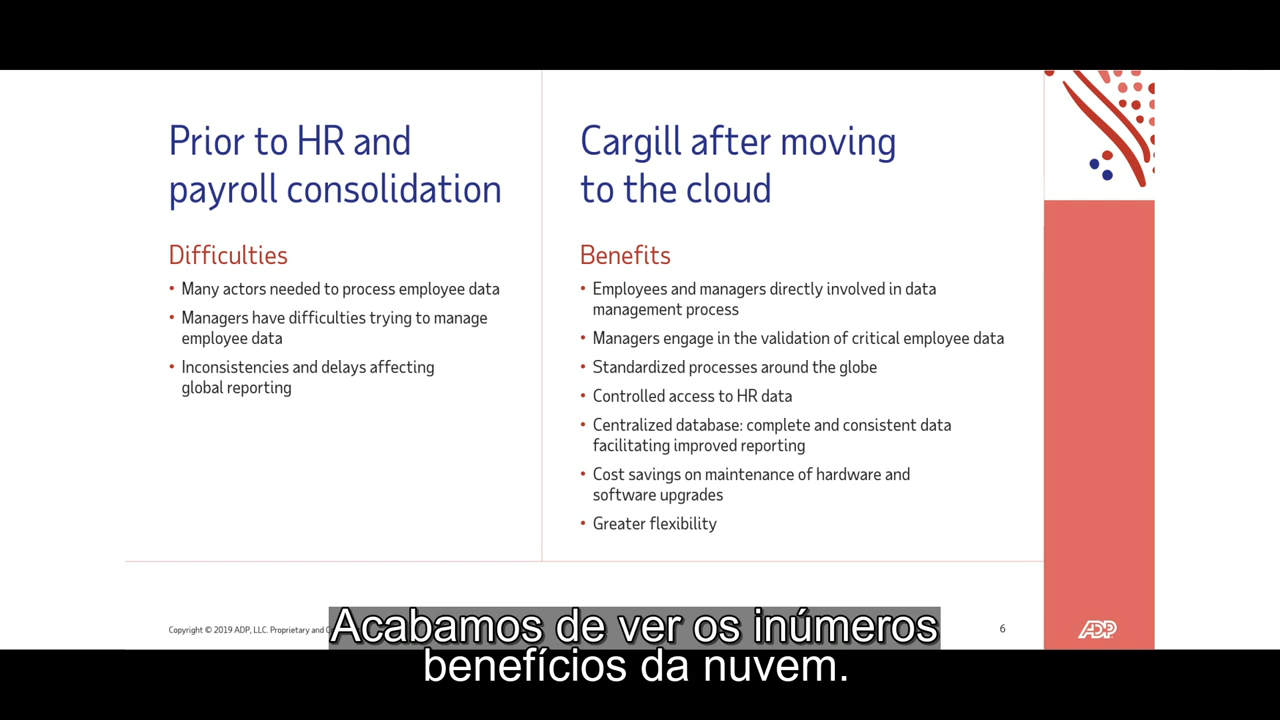 Prior to HR and
payroll consolidation
Difficulties
• Many actors needed to process employee data
• Managers have difficulties trying to manage
employee data
• Inconsistencies and delays affecting
global reporting
Cargill after moving
to the cloud
Benefits
• Employees and managers directly involved in data
management process
• Managers engage in the validation of critical employee data
• Standardized processes around the globe
• Controlled access to HR data
• Centralized database: complete and consistent data
facilitating improved reporting
• Cost savings on maintenance of hardware and
software upgrades
• Greater flexibility
Copyright © 2019 ADP, LLC. Proprietary and
6
ADP
Acabamos de ver os inúmeros
benefícios da nuvem.